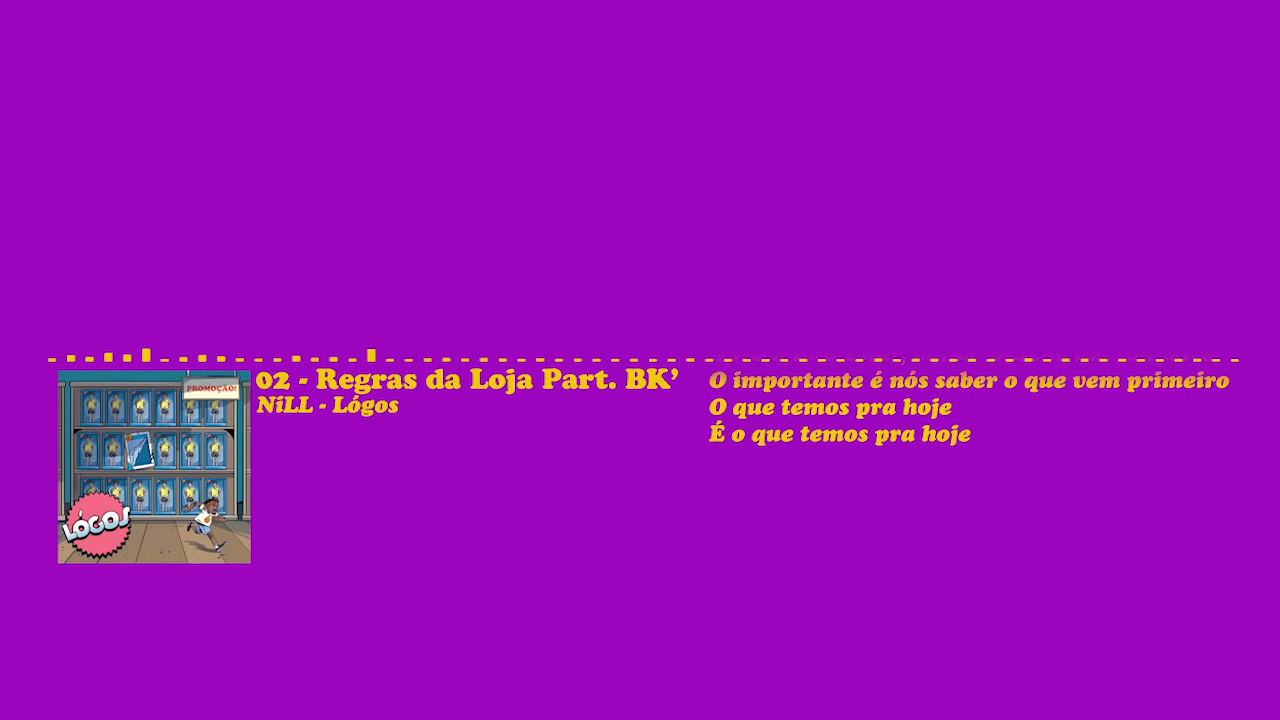 02 - Regras da Loja Part. BK’
NiLL - Lógos
O importante é nós saber o que vem primeiro
O que temos pra hoje
É o que temos pra hoje
PROMOÇÃO!
LÓGOS